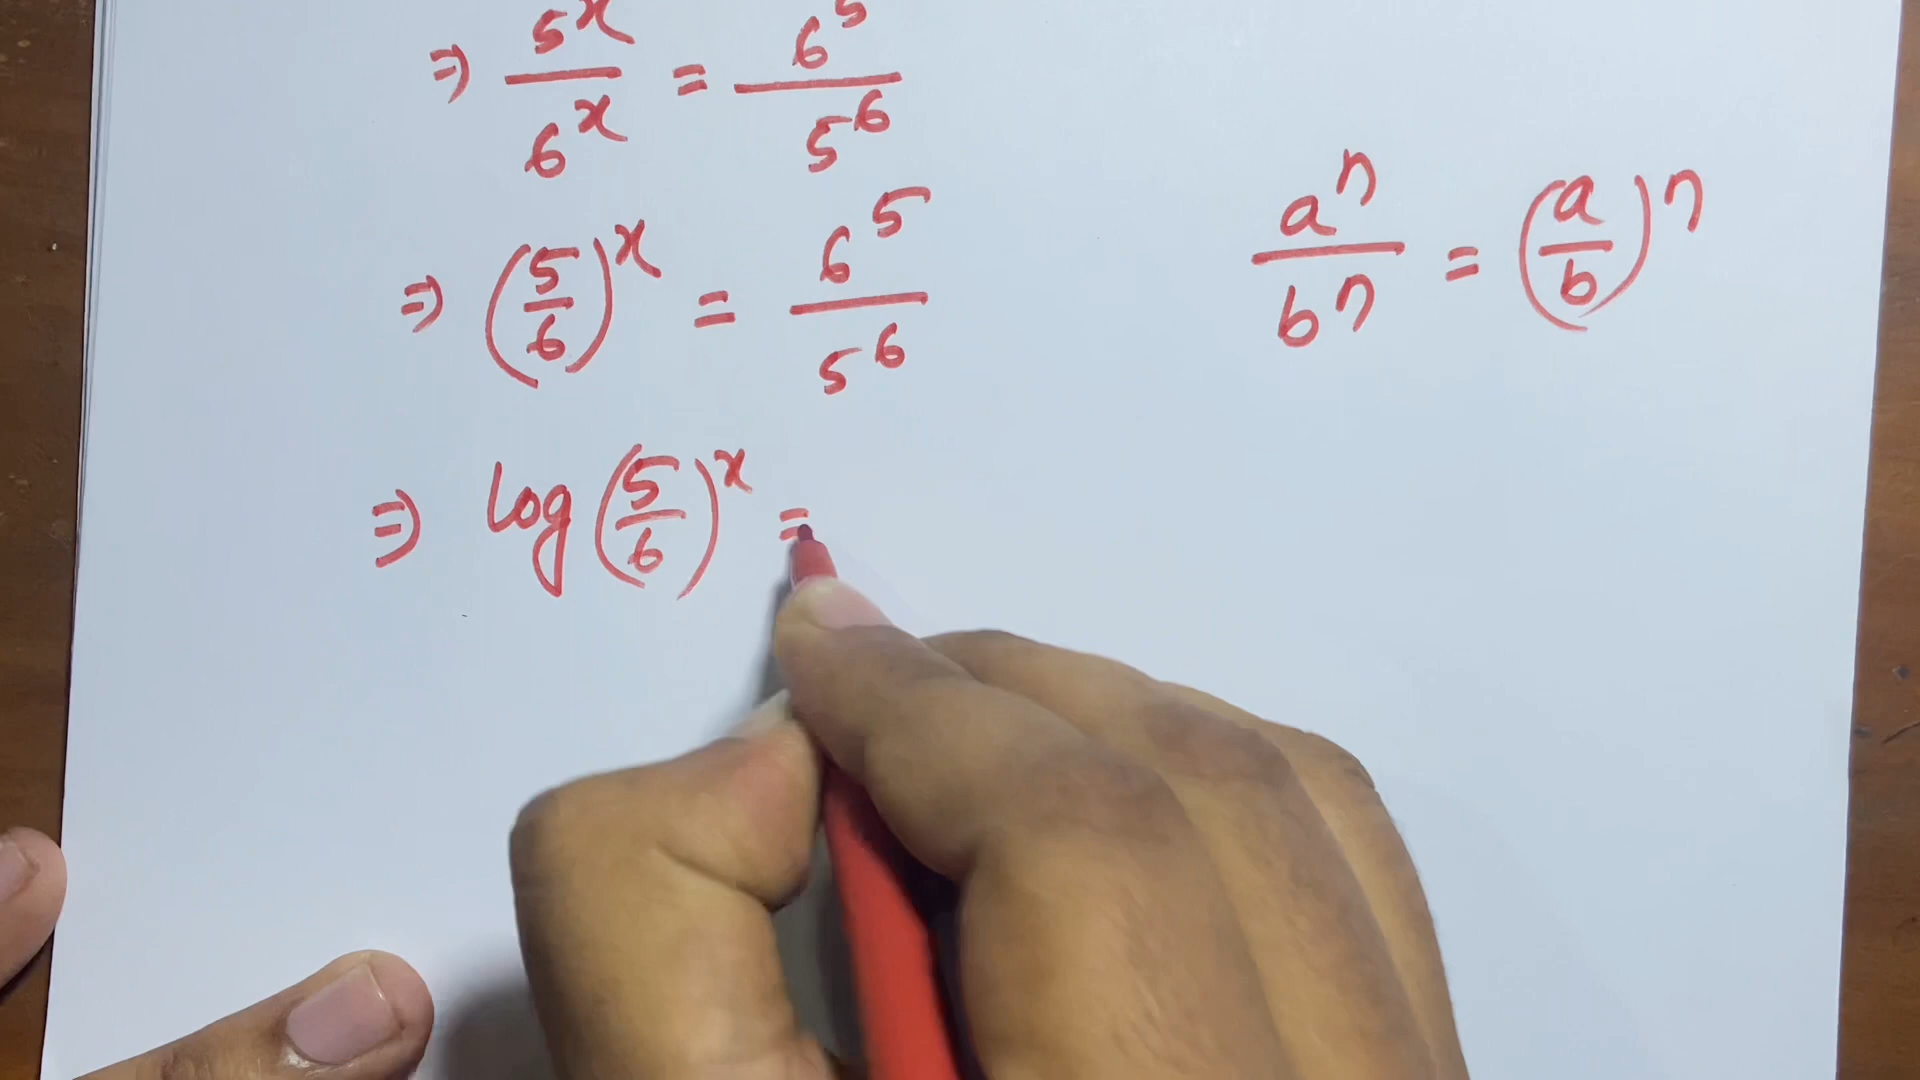 ⇒ 5^x/6^x = 6^5/5^6
⇒ (5/6)^x = 6^5/5^6
a^n/b^n = (a/b)^n
⇒ log(5/6)^x =